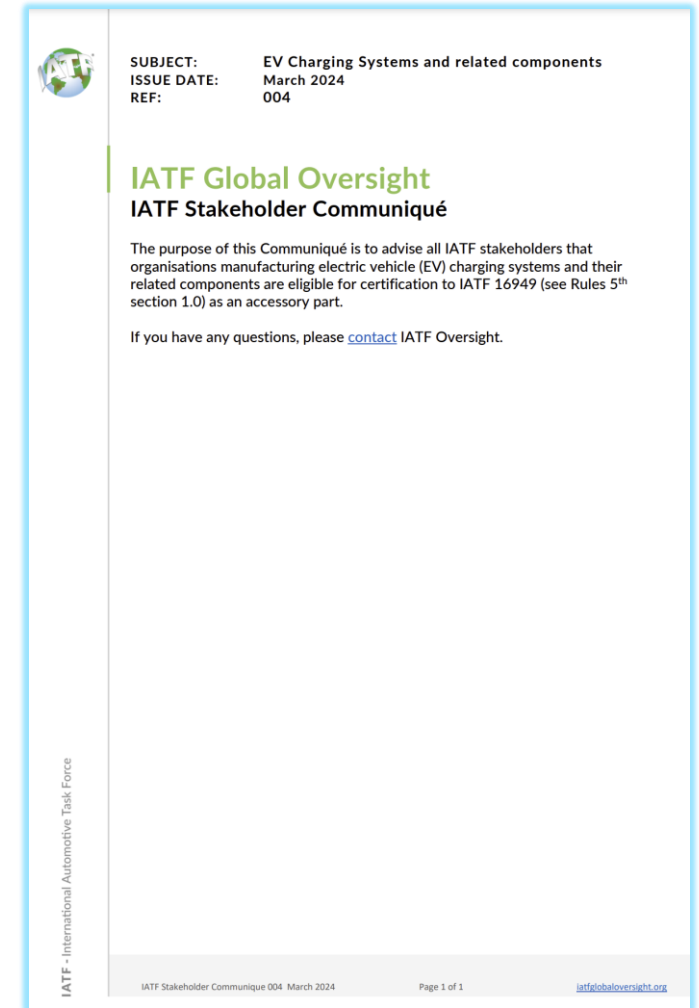 IATF
SUBJECT: EV Charging Systems and related components
ISSUE DATE: March 2024
REF: 004
IATF Global Oversight
IATF Stakeholder Communiqué
The purpose of this Communiqué is to advise all IATF stakeholders that
organisations manufacturing electric vehicle (EV) charging systems and their
related components are eligible for certification to IATF 16949 (see Rules 5th
section 1.0) as an accessory part.
If you have any questions, please contact IATF Oversight.
IATF - International Automotive Task Force
IATF Stakeholder Communique 004 March 2024 Page 1 of 1 iatfglobaloversight.org